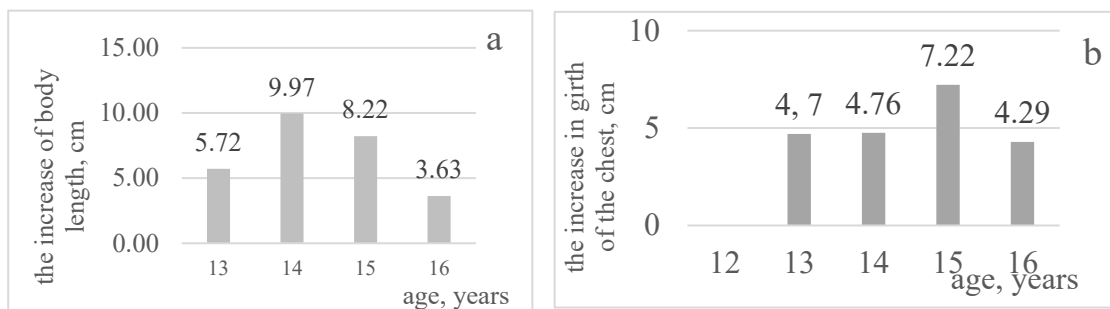 a
the increase of body
length, cm
15.00
10.00
5.00
0.00
5.72
9.97
8.22
3.63
13 14 15 16
age, years
b
the increase in girth
of the chest, cm
10
5
0
4, 7
4.76
7.22
4.29
12 13 14 15 16
age, years